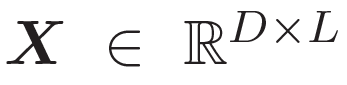 X ∈ ℝ^{D×L}